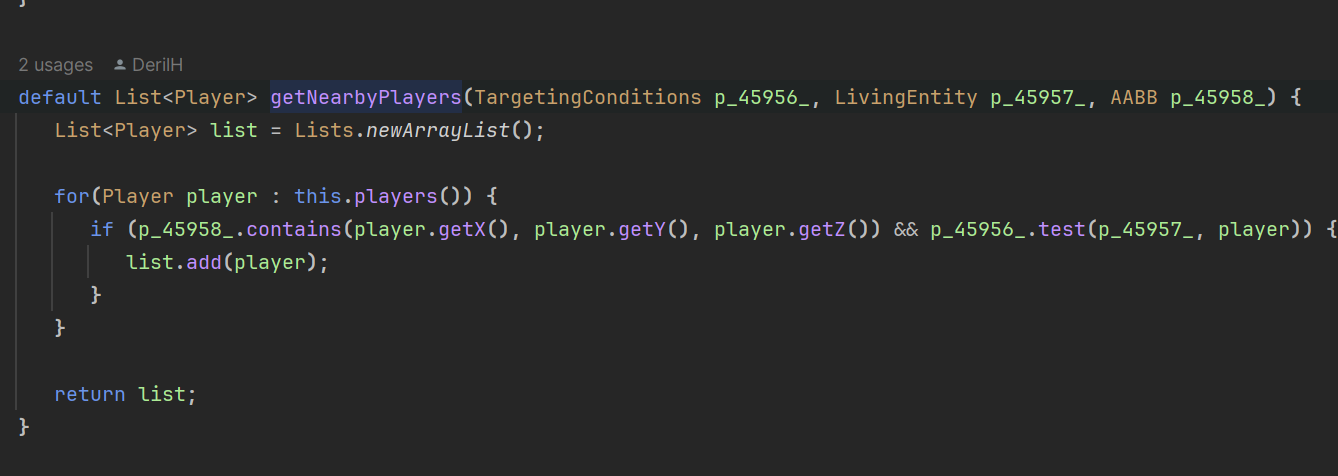 }
2 usages DerilH
default List<Player> getNearbyPlayers(TargetingConditions p_45956_, LivingEntity p_45957_, AABB p_45958_) {
List<Player> list = Lists.newArrayList();
for(Player player : this.players()) {
if (p_45958_.contains(player.getX(), player.getY(), player.getZ()) && p_45956_.test(p_45957_, player)) {
list.add(player);
}
}
return list;
}